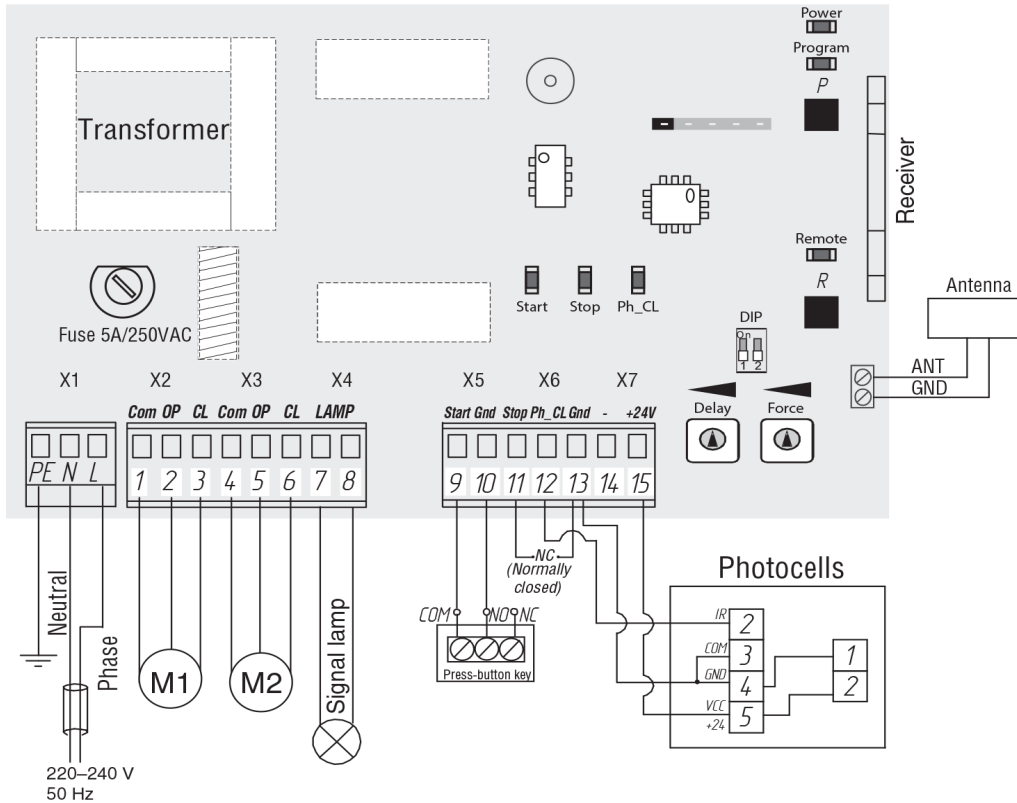 Power
Program
P
Transformer
0
Receiver
Remote
R
Start Stop Ph_CL
Fuse 5A/250VAC
DIP
On
1 2
Antenna
ANT
GND
X1 X2 X3 X4 X5 X6 X7
Delay Force
Com OP CL Com OP CL LAMP
Start Gnd Stop Ph_CL Gnd - +24V
PE N L
1 2 3 4 5 6 7 8
9 10 11 12 13 14 15
NC
(Normally
closed)
Photocells
Neutral
Phase
M1 M2
Signal lamp
COM NO NC
Press-button key
IR 2
COM 3
GND 4
VCC
+24 5
1
2
220–240 V
50 Hz